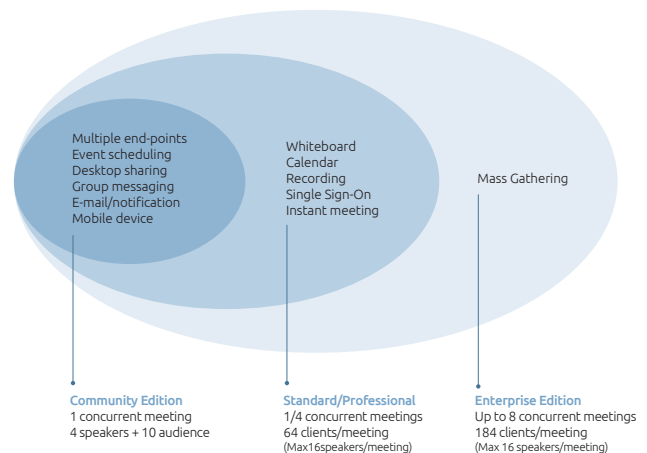 Multiple end-points
Event scheduling
Desktop sharing
Group messaging
E-mail/notification
Mobile device
Whiteboard
Calendar
Recording
Single Sign-On
Instant meeting
Mass Gathering
Community Edition
1 concurrent meeting
4 speakers + 10 audience
Standard/Professional
1/4 concurrent meetings
64 clients/meeting
(Max16speakers/meeting)
Enterprise Edition
Up to 8 concurrent meetings
184 clients/meeting
(Max 16 speakers/meeting)